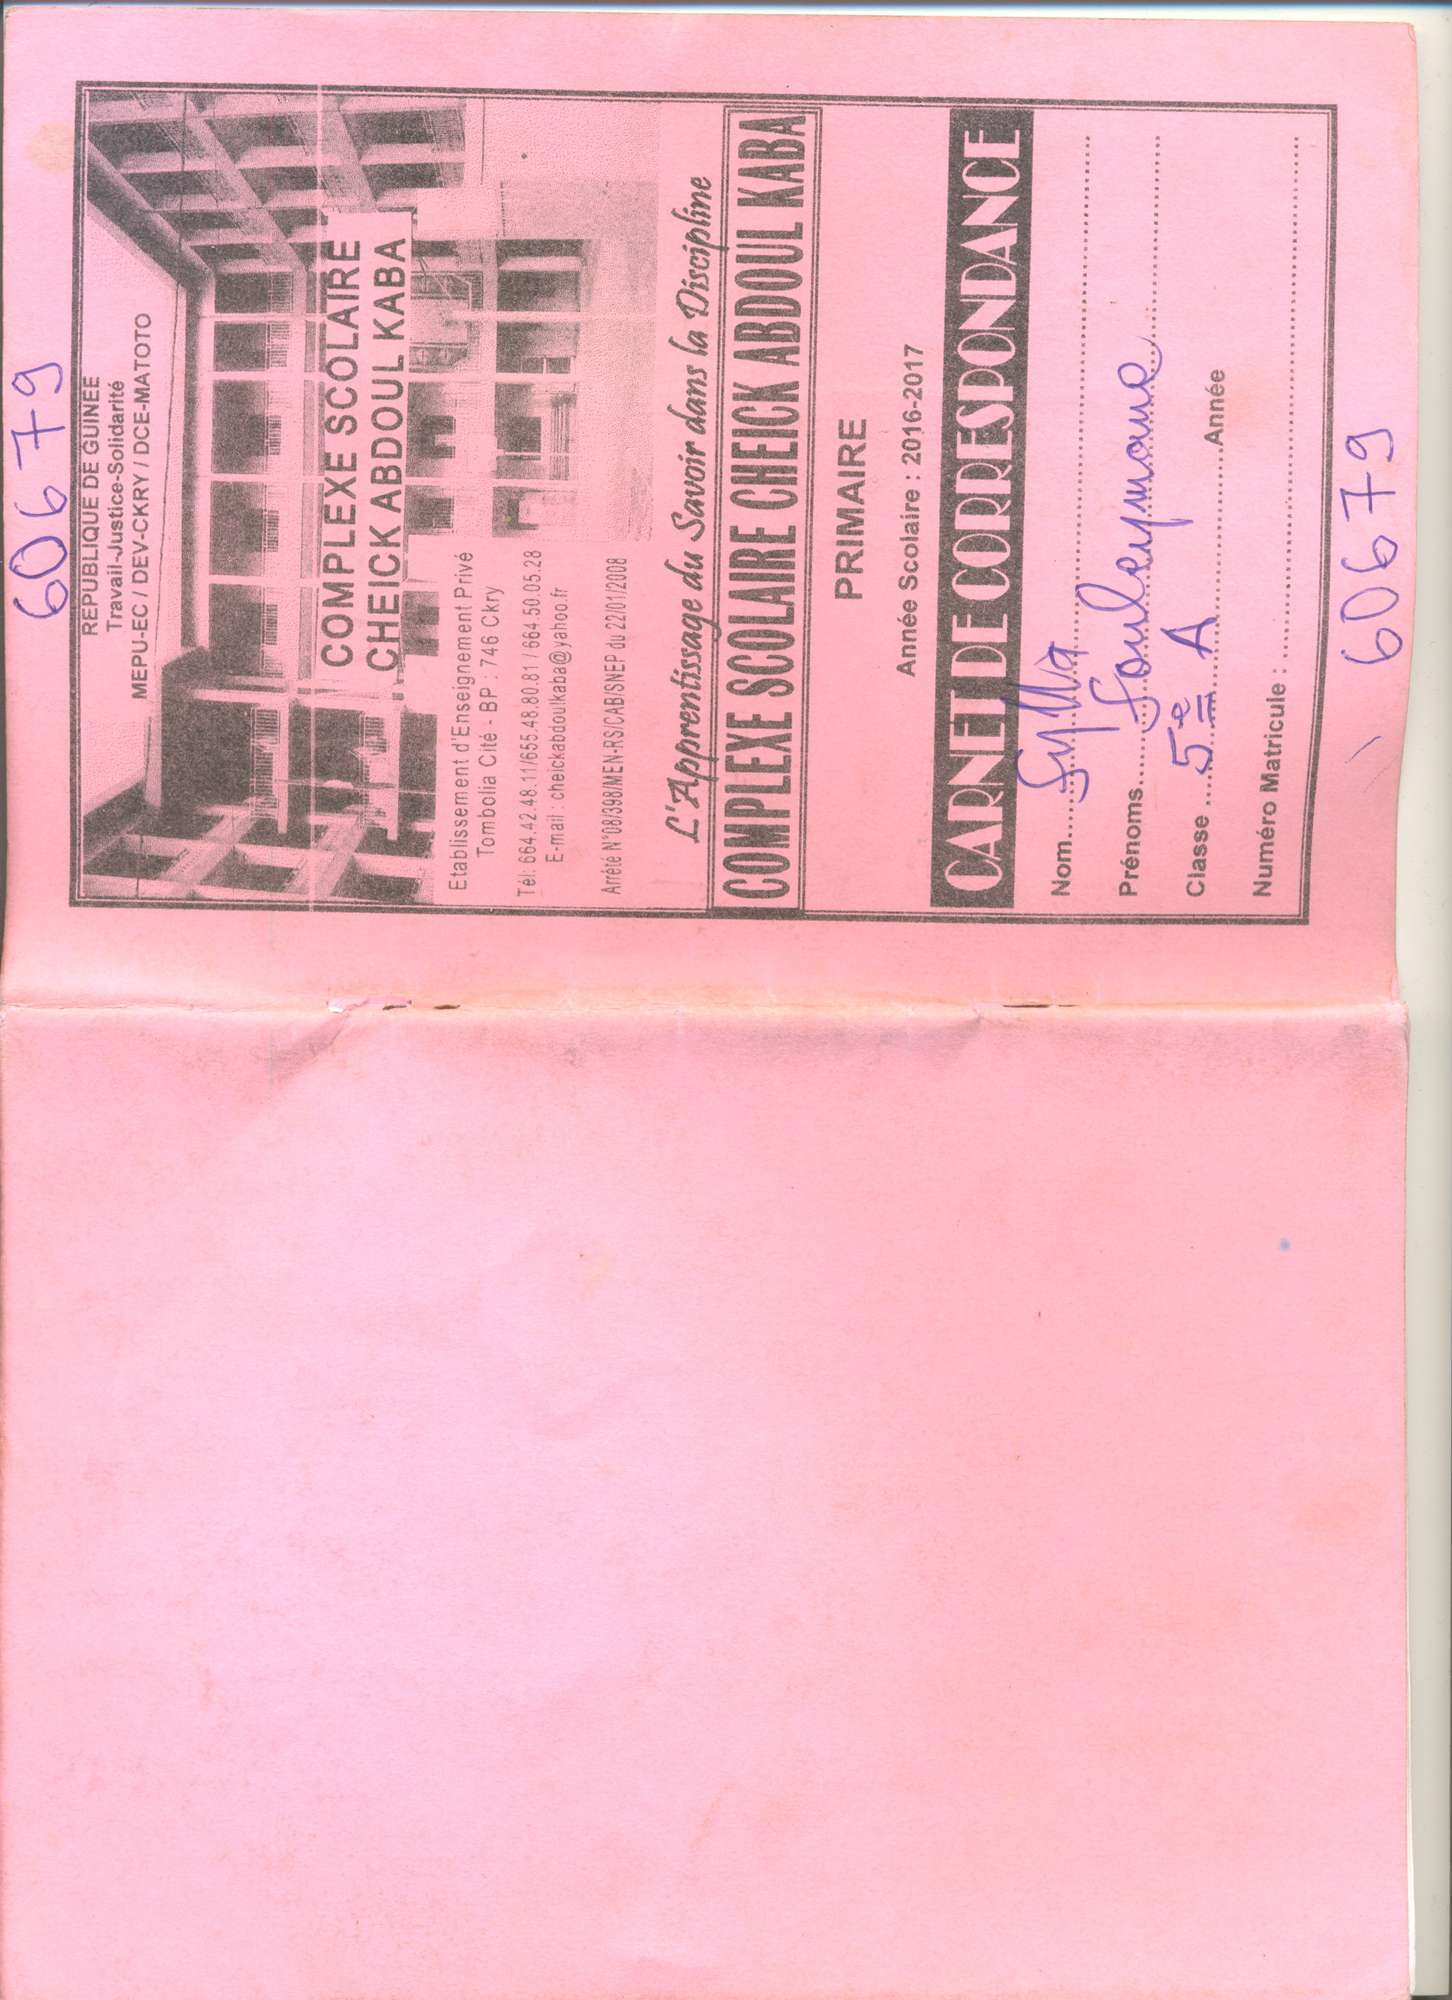 60679
REPUBLIQUE DE GUINEE
Travail-Justice-Solidarité
MEPU-EC / DEV-CKRY / DCE-MATOTO
COMPLEXE SCOLAIRE
CHEICK ABDOUL KABA
Etablissement d'Enseignement Privé
Tombolia Cité - BP : 746 Ckry
Tél: 664.42.48.11/655.48.80.81 / 664 50.05.28
E-mail : cheickabdoulkaba@yahoo.fr
Arrêté N°08/398/MEN-RS/CAB/SNEP du 22/01/2008
L'Apprentissage du Savoir dans la Discipline
COMPLEXE SCOLAIRE CHEICK ABDOUL KABA
PRIMAIRE
Année Scolaire : 2016-2017
CARNET DE CORRESPONDANCE
Nom Sylla
Prénoms Souleymane
Classe 5e A Année
Numéro Matricule :
60679